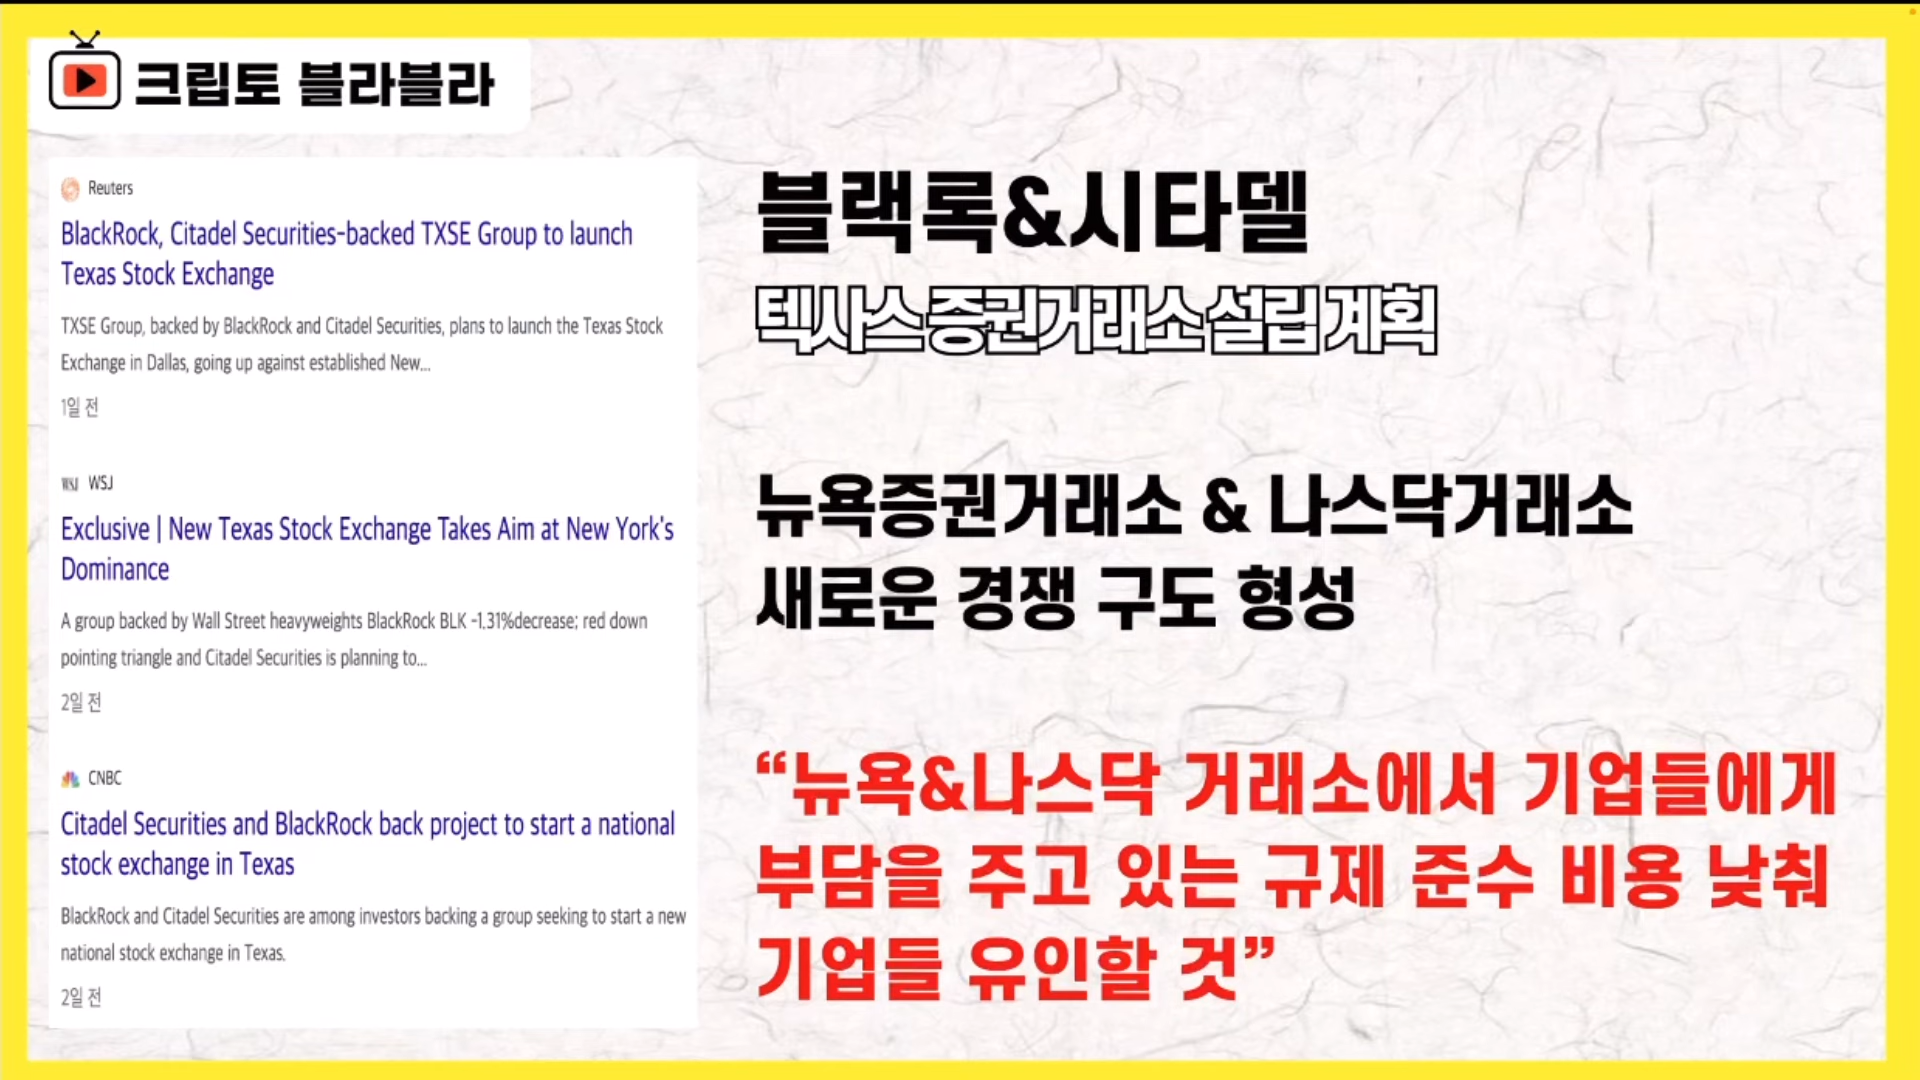 크립토 블라블라
Reuters
BlackRock, Citadel Securities-backed TXSE Group to launch
Texas Stock Exchange
TXSE Group, backed by BlackRock and Citadel Securities, plans to launch the Texas Stock
Exchange in Dallas, going up against established New...
1일 전
WSJ WSJ
Exclusive | New Texas Stock Exchange Takes Aim at New York's
Dominance
A group backed by Wall Street heavyweights BlackRock BLK -1.31%decrease; red down
pointing triangle and Citadel Securities is planning to...
2일 전
CNBC
Citadel Securities and BlackRock back project to start a national
stock exchange in Texas
BlackRock and Citadel Securities are among investors backing a group seeking to start a new
national stock exchange in Texas.
2일 전
블랙록&시타델
텍사스 증권거래소 설립 계획
뉴욕증권거래소 & 나스닥거래소
새로운 경쟁 구도 형성
“뉴욕&나스닥 거래소에서 기업들에게
부담을 주고 있는 규제 준수 비용 낮춰
기업들 유인할 것”